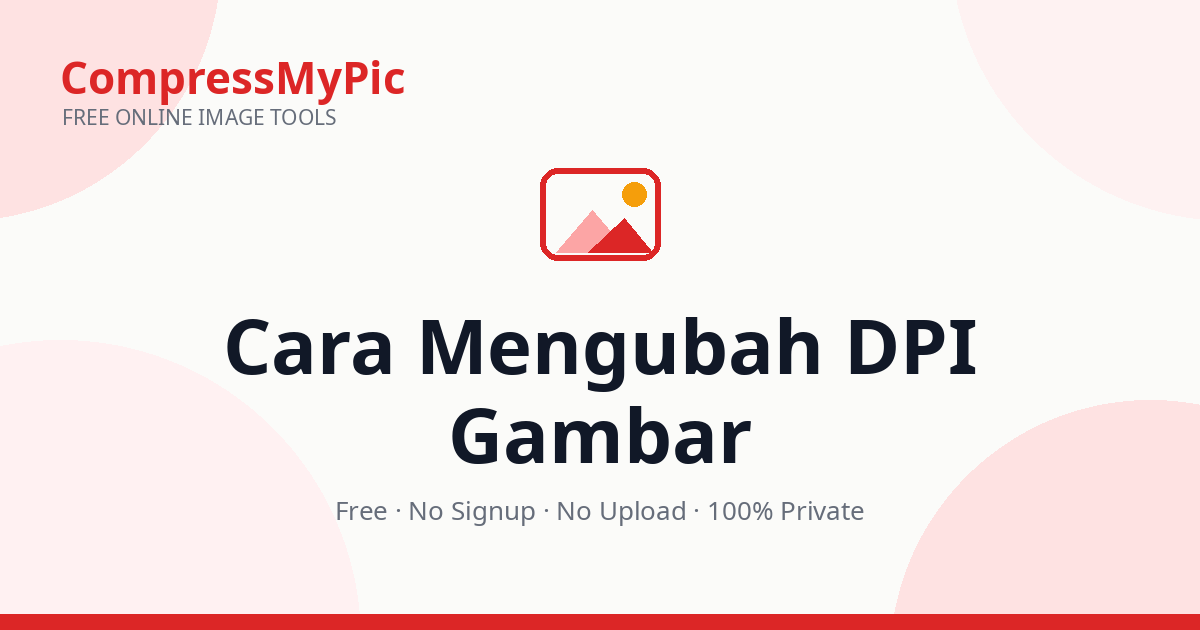 CompressMyPic
FREE ONLINE IMAGE TOOLS
Cara Mengubah DPI
Gambar
Free · No Signup · No Upload · 100% Private